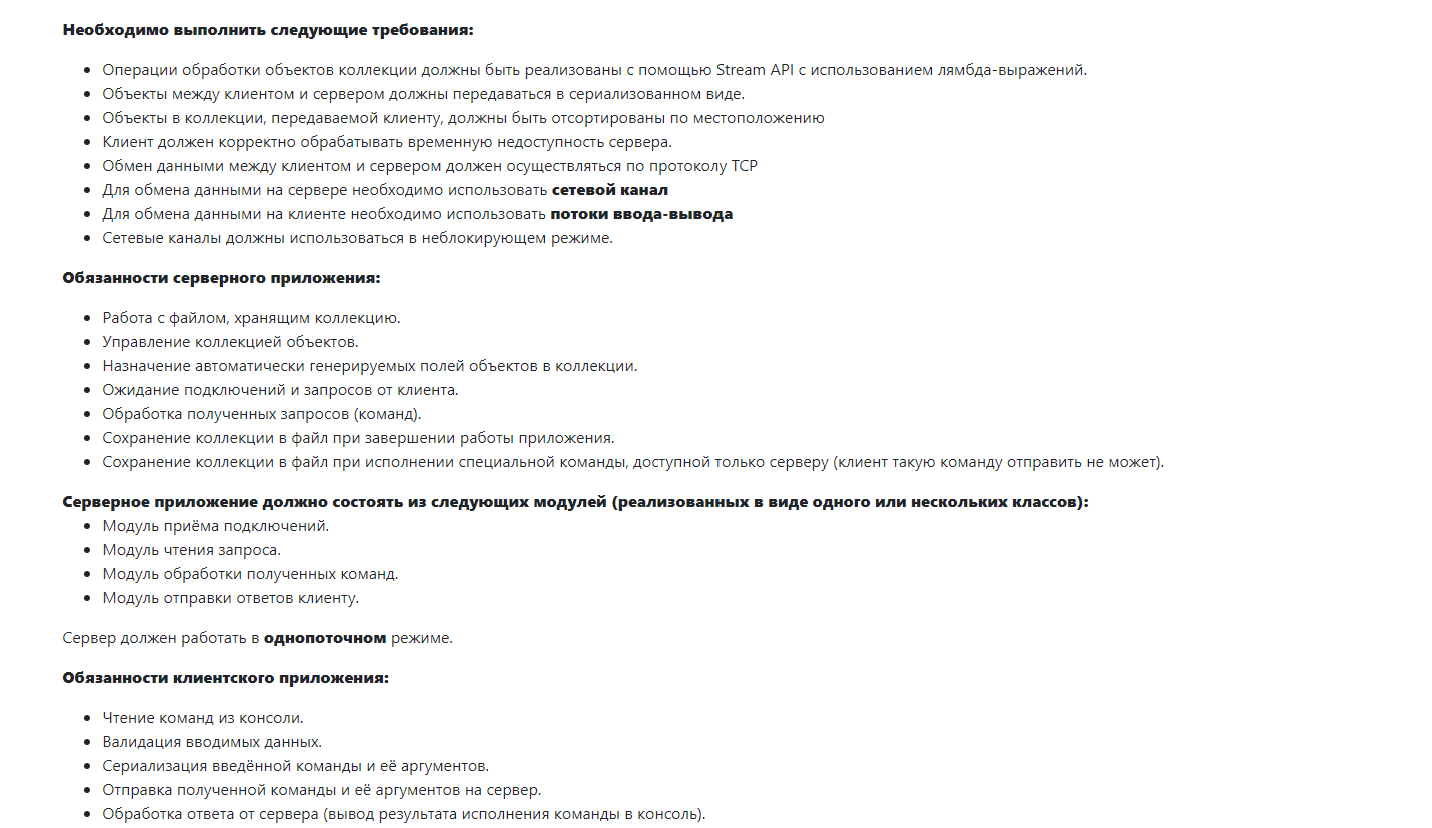 Необходимо выполнить следующие требования:
• Операции обработки объектов коллекции должны быть реализованы с помощью Stream API с использованием лямбда-выражений.
• Объекты между клиентом и сервером должны передаваться в сериализованном виде.
• Объекты в коллекции, передаваемой клиенту, должны быть отсортированы по местоположению
• Клиент должен корректно обрабатывать временную недоступность сервера.
• Обмен данными между клиентом и сервером должен осуществляться по протоколу TCP
• Для обмена данными на сервере необходимо использовать сетевой канал
• Для обмена данными на клиенте необходимо использовать потоки ввода-вывода
• Сетевые каналы должны использоваться в неблокирующем режиме.
Обязанности серверного приложения:
• Работа с файлом, хранящим коллекцию.
• Управление коллекцией объектов.
• Назначение автоматически генерируемых полей объектов в коллекции.
• Ожидание подключений и запросов от клиента.
• Обработка полученных запросов (команд).
• Сохранение коллекции в файл при завершении работы приложения.
• Сохранение коллекции в файл при исполнении специальной команды, доступной только серверу (клиент такую команду отправить не может).
Серверное приложение должно состоять из следующих модулей (реализованных в виде одного или нескольких классов):
• Модуль приёма подключений.
• Модуль чтения запроса.
• Модуль обработки полученных команд.
• Модуль отправки ответов клиенту.
Сервер должен работать в однопоточном режиме.
Обязанности клиентского приложения:
• Чтение команд из консоли.
• Валидация вводимых данных.
• Сериализация введённой команды и её аргументов.
• Отправка полученной команды и её аргументов на сервер.
• Обработка ответа от сервера (вывод результата исполнения команды в консоль).